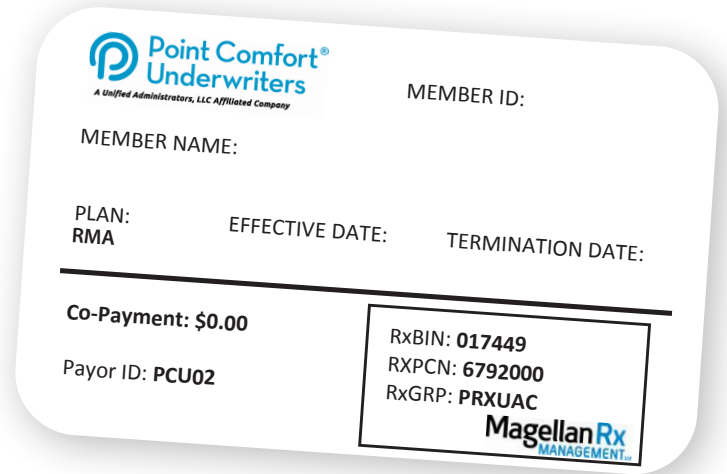 Point Comfort®
Underwriters
A Unified Administrators, LLC Affiliated Company
MEMBER ID:
MEMBER NAME:
PLAN:
RMA
EFFECTIVE DATE:
TERMINATION DATE:
Co-Payment: $0.00
Payor ID: PCU02
RxBIN: 017449
RXPCN: 6792000
RxGRP: PRXUAC
Magellan Rx
MANAGEMENT